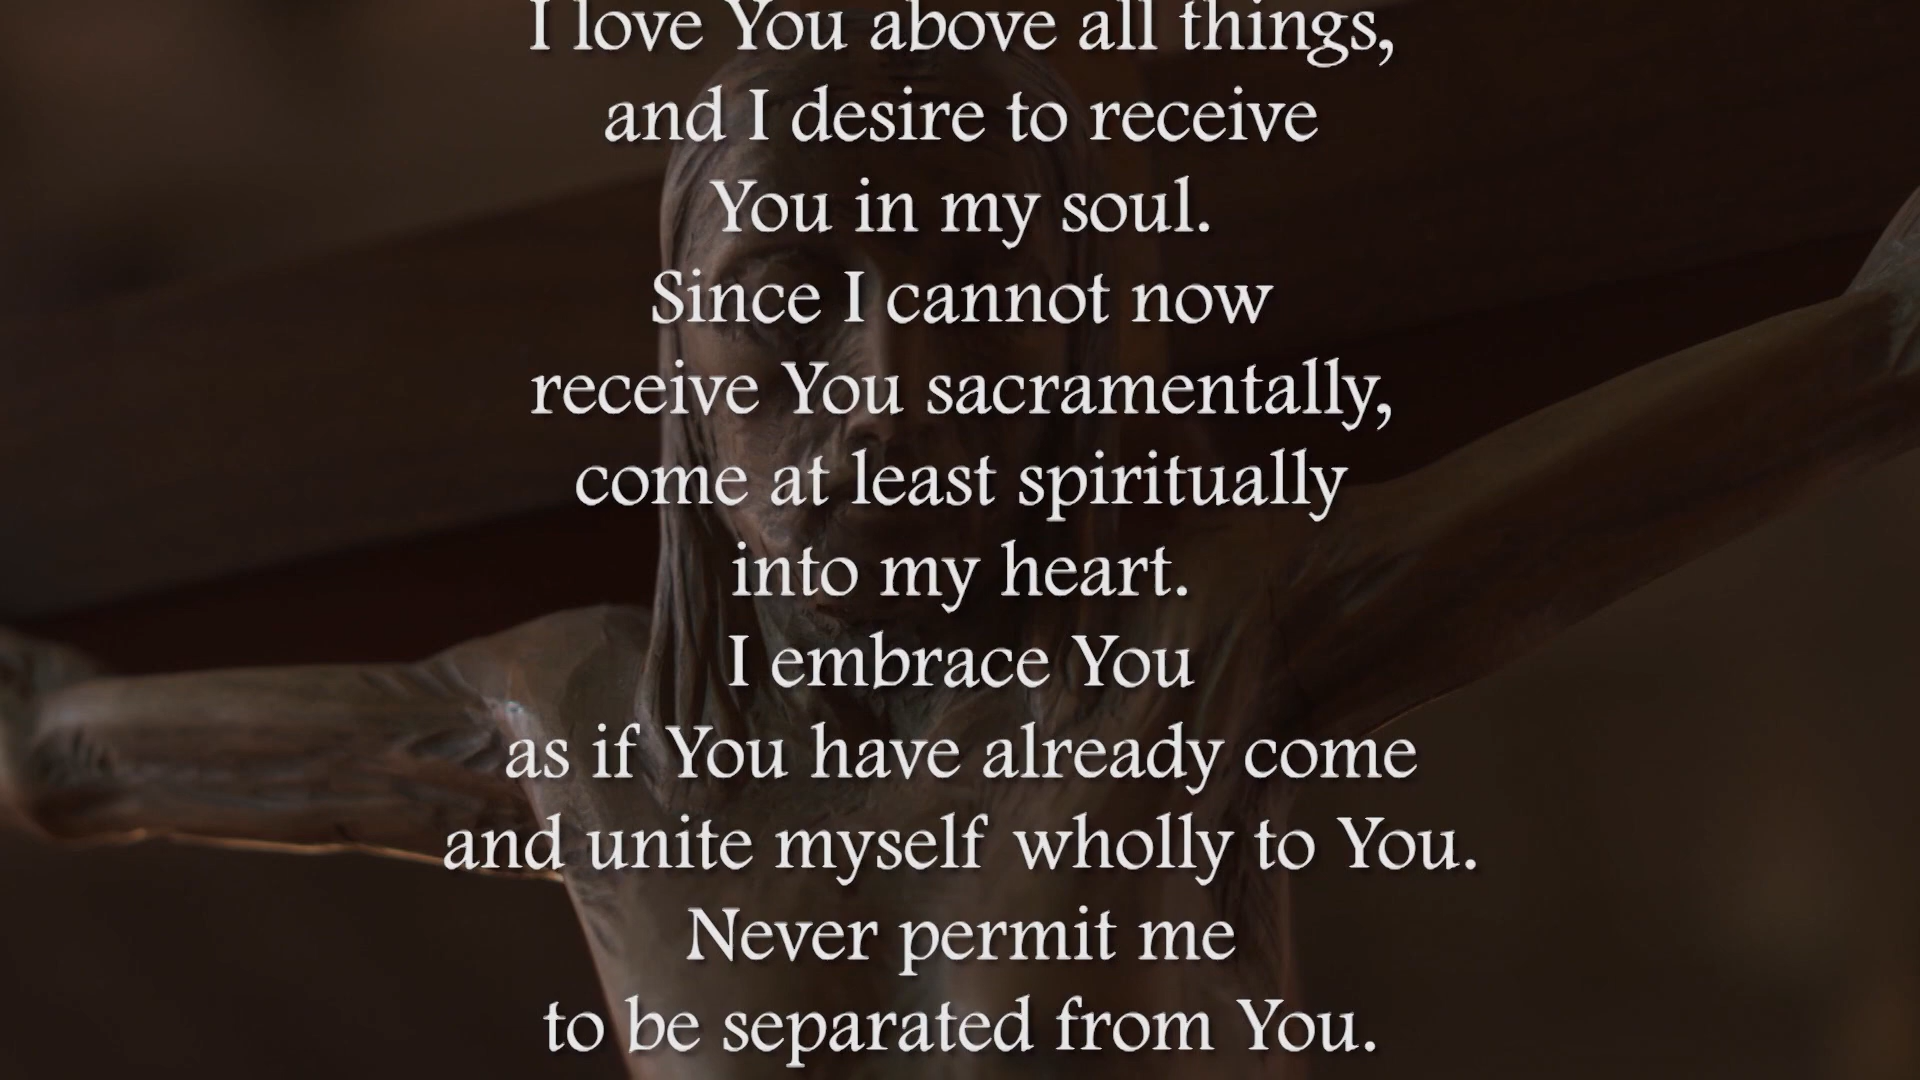 I love You above all things,
and I desire to receive
You in my soul.
Since I cannot now
receive You sacramentally,
come at least spiritually
into my heart.
I embrace You
as if You have already come
and unite myself wholly to You.
Never permit me
to be separated from You.